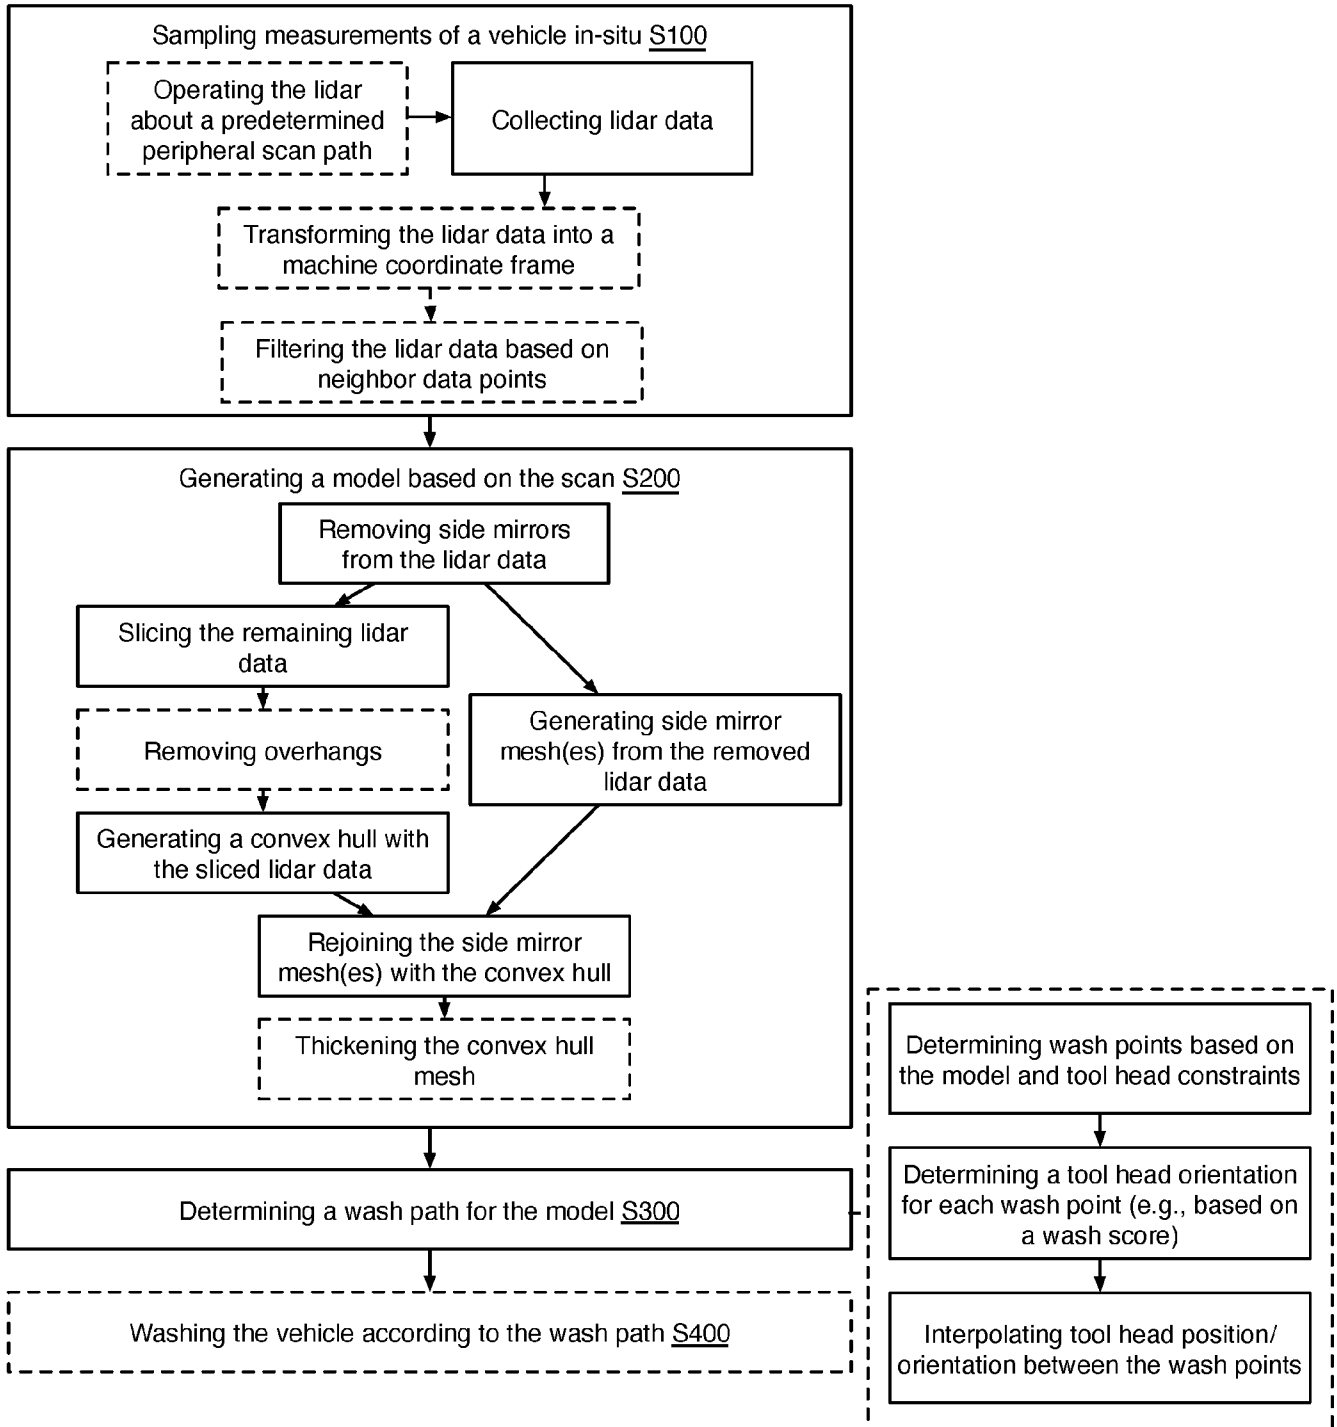 Sampling measurements of a vehicle in-situ S100
Operating the lidar
about a predetermined
peripheral scan path
Collecting lidar data
Transforming the lidar data into a
machine coordinate frame
Filtering the lidar data based on
neighbor data points
Generating a model based on the scan S200
Removing side mirrors
from the lidar data
Slicing the remaining lidar
data
Removing overhangs
Generating a convex hull with
the sliced lidar data
Generating side mirror
mesh(es) from the removed
lidar data
Rejoining the side mirror
mesh(es) with the convex hull
Thickening the convex hull
mesh
Determining a wash path for the model S300
Determining wash points based on
the model and tool head constraints
Determining a tool head orientation
for each wash point (e.g., based on
a wash score)
Interpolating tool head position/
orientation between the wash points
Washing the vehicle according to the wash path S400